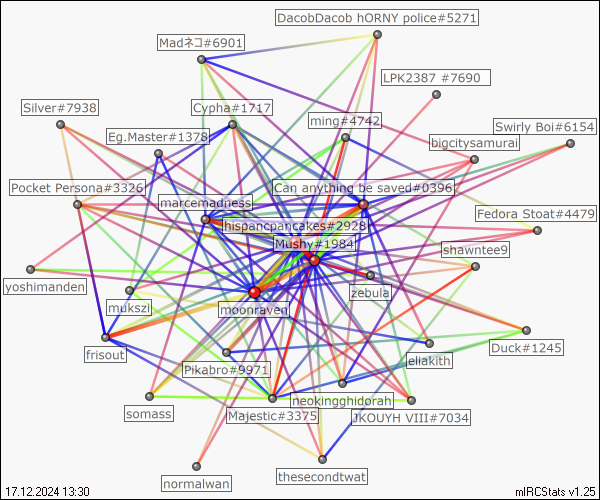 DacobDacob hORNY police#5271
Madネコ#6901
LPK2387 #7690
Silver#7938
Cypha#1717
ming#4742
Swirly Boi#6154
Eg.Master#1378
bigcitysamurai
Pocket Persona#3326
Can anything be saved#0396
marcemadness
Fedora Stoat#4479
hispancpancakes#2928
Mushy#1984
shawntee9
yoshimanden
zebula
mukszi
moonraven
frisout
Duck#1245
eliakith
Pikabro#9971
neokingghidorah
somass
Majestic#3375
JKOUYH VIII#7034
normalwan
thesecondtwat
17.12.2024 13:30
mIRCStats v1.25